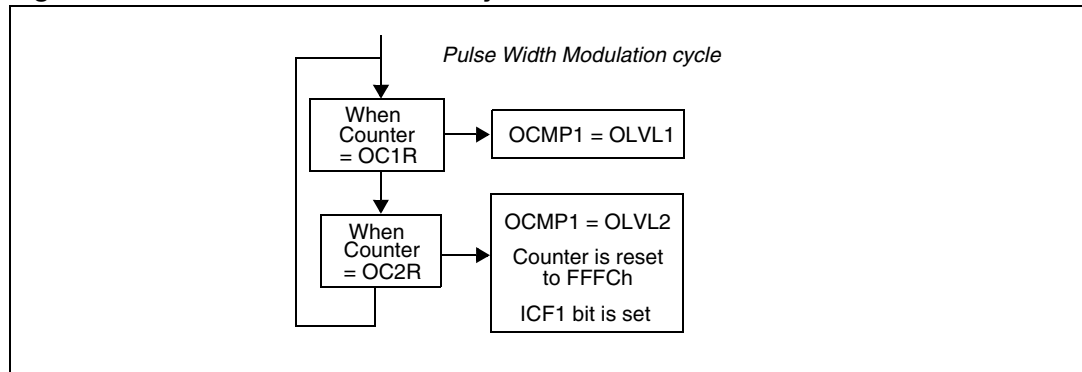 Pulse Width Modulation cycle
When
Counter
= OC1R
OCMP1 = OLVL1
When
Counter
= OC2R
OCMP1 = OLVL2
Counter is reset
to FFFCh
ICF1 bit is set